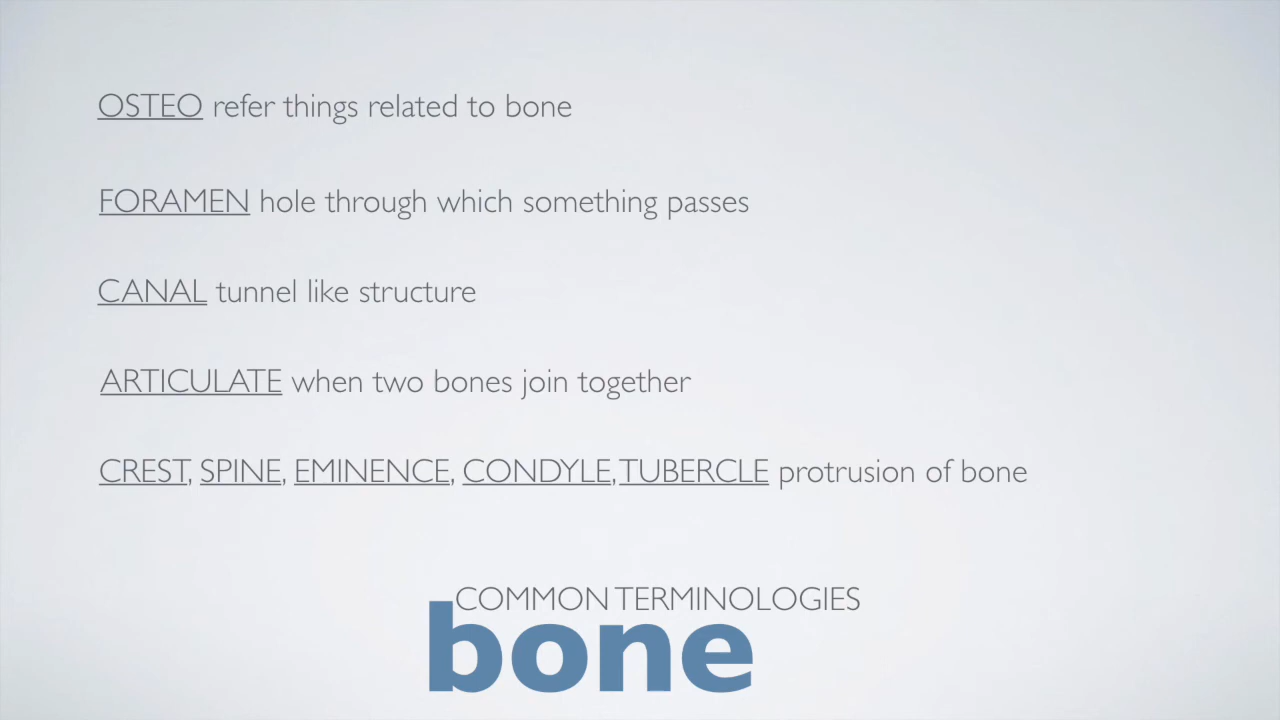 OSTEO refer things related to bone
FORAMEN hole through which something passes
CANAL tunnel like structure
ARTICULATE when two bones join together
CREST, SPINE, EMINENCE, CONDYLE, TUBERCLE protrusion of bone
COMMON TERMINOLOGIES
bone